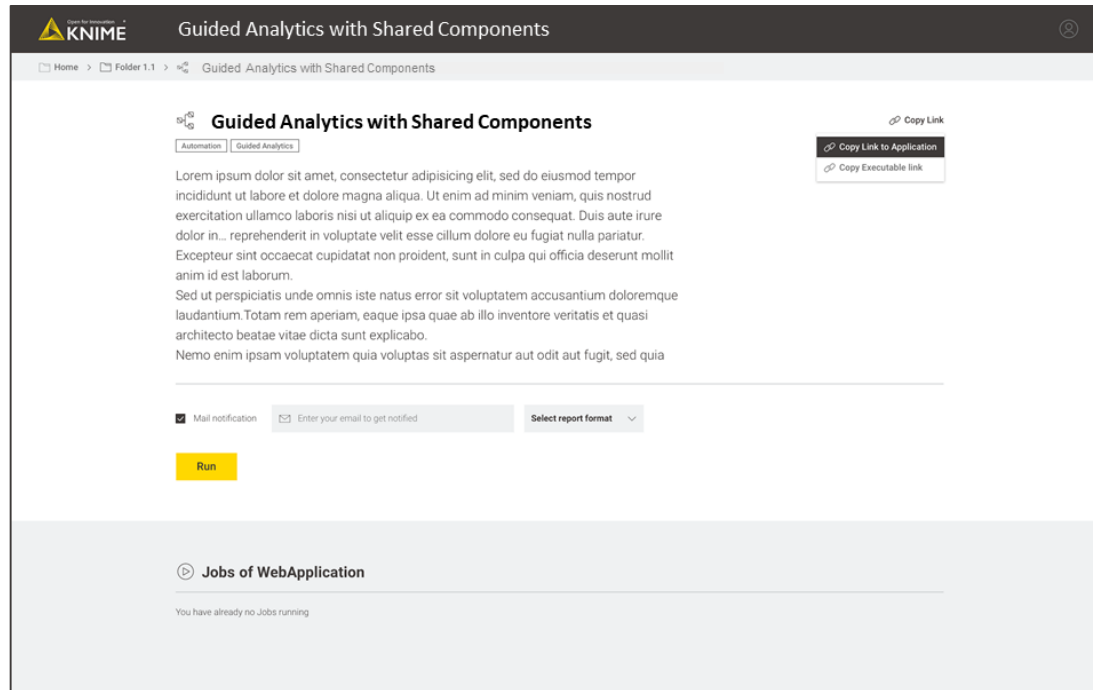 Open for Innovation
KNIME
Guided Analytics with Shared Components
Home > Folder 1.1 > Guided Analytics with Shared Components
Guided Analytics with Shared Components
Copy Link
Automation Guided Analytics
Copy Link to Application
Copy Executable link
Lorem ipsum dolor sit amet, consectetur adipisicing elit, sed do eiusmod tempor
incididunt ut labore et dolore magna aliqua. Ut enim ad minim veniam, quis nostrud
exercitation ullamco laboris nisi ut aliquip ex ea commodo consequat. Duis aute irure
dolor in... reprehenderit in voluptate velit esse cillum dolore eu fugiat nulla pariatur.
Excepteur sint occaecat cupidatat non proident, sunt in culpa qui officia deserunt mollit
anim id est laborum.
Sed ut perspiciatis unde omnis iste natus error sit voluptatem accusantium doloremque
laudantium.Totam rem aperiam, eaque ipsa quae ab illo inventore veritatis et quasi
architecto beatae vitae dicta sunt explicabo.
Nemo enim ipsam voluptatem quia voluptas sit aspernatur aut odit aut fugit, sed quia
Mail notification Enter your email to get notified Select report format
Run
Jobs of WebApplication
You have already no Jobs running